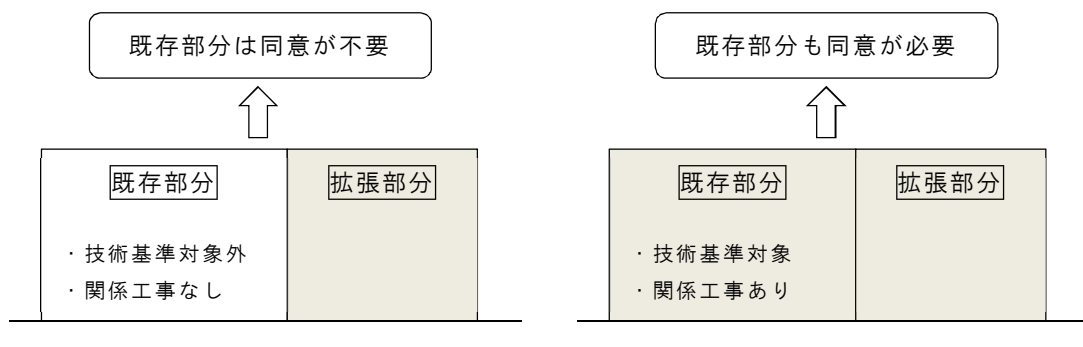 既存部分は同意が不要
既存部分
拡張部分
・技術基準対象外
・関係工事なし
既存部分も同意が必要
既存部分
拡張部分
・技術基準対象
・関係工事あり